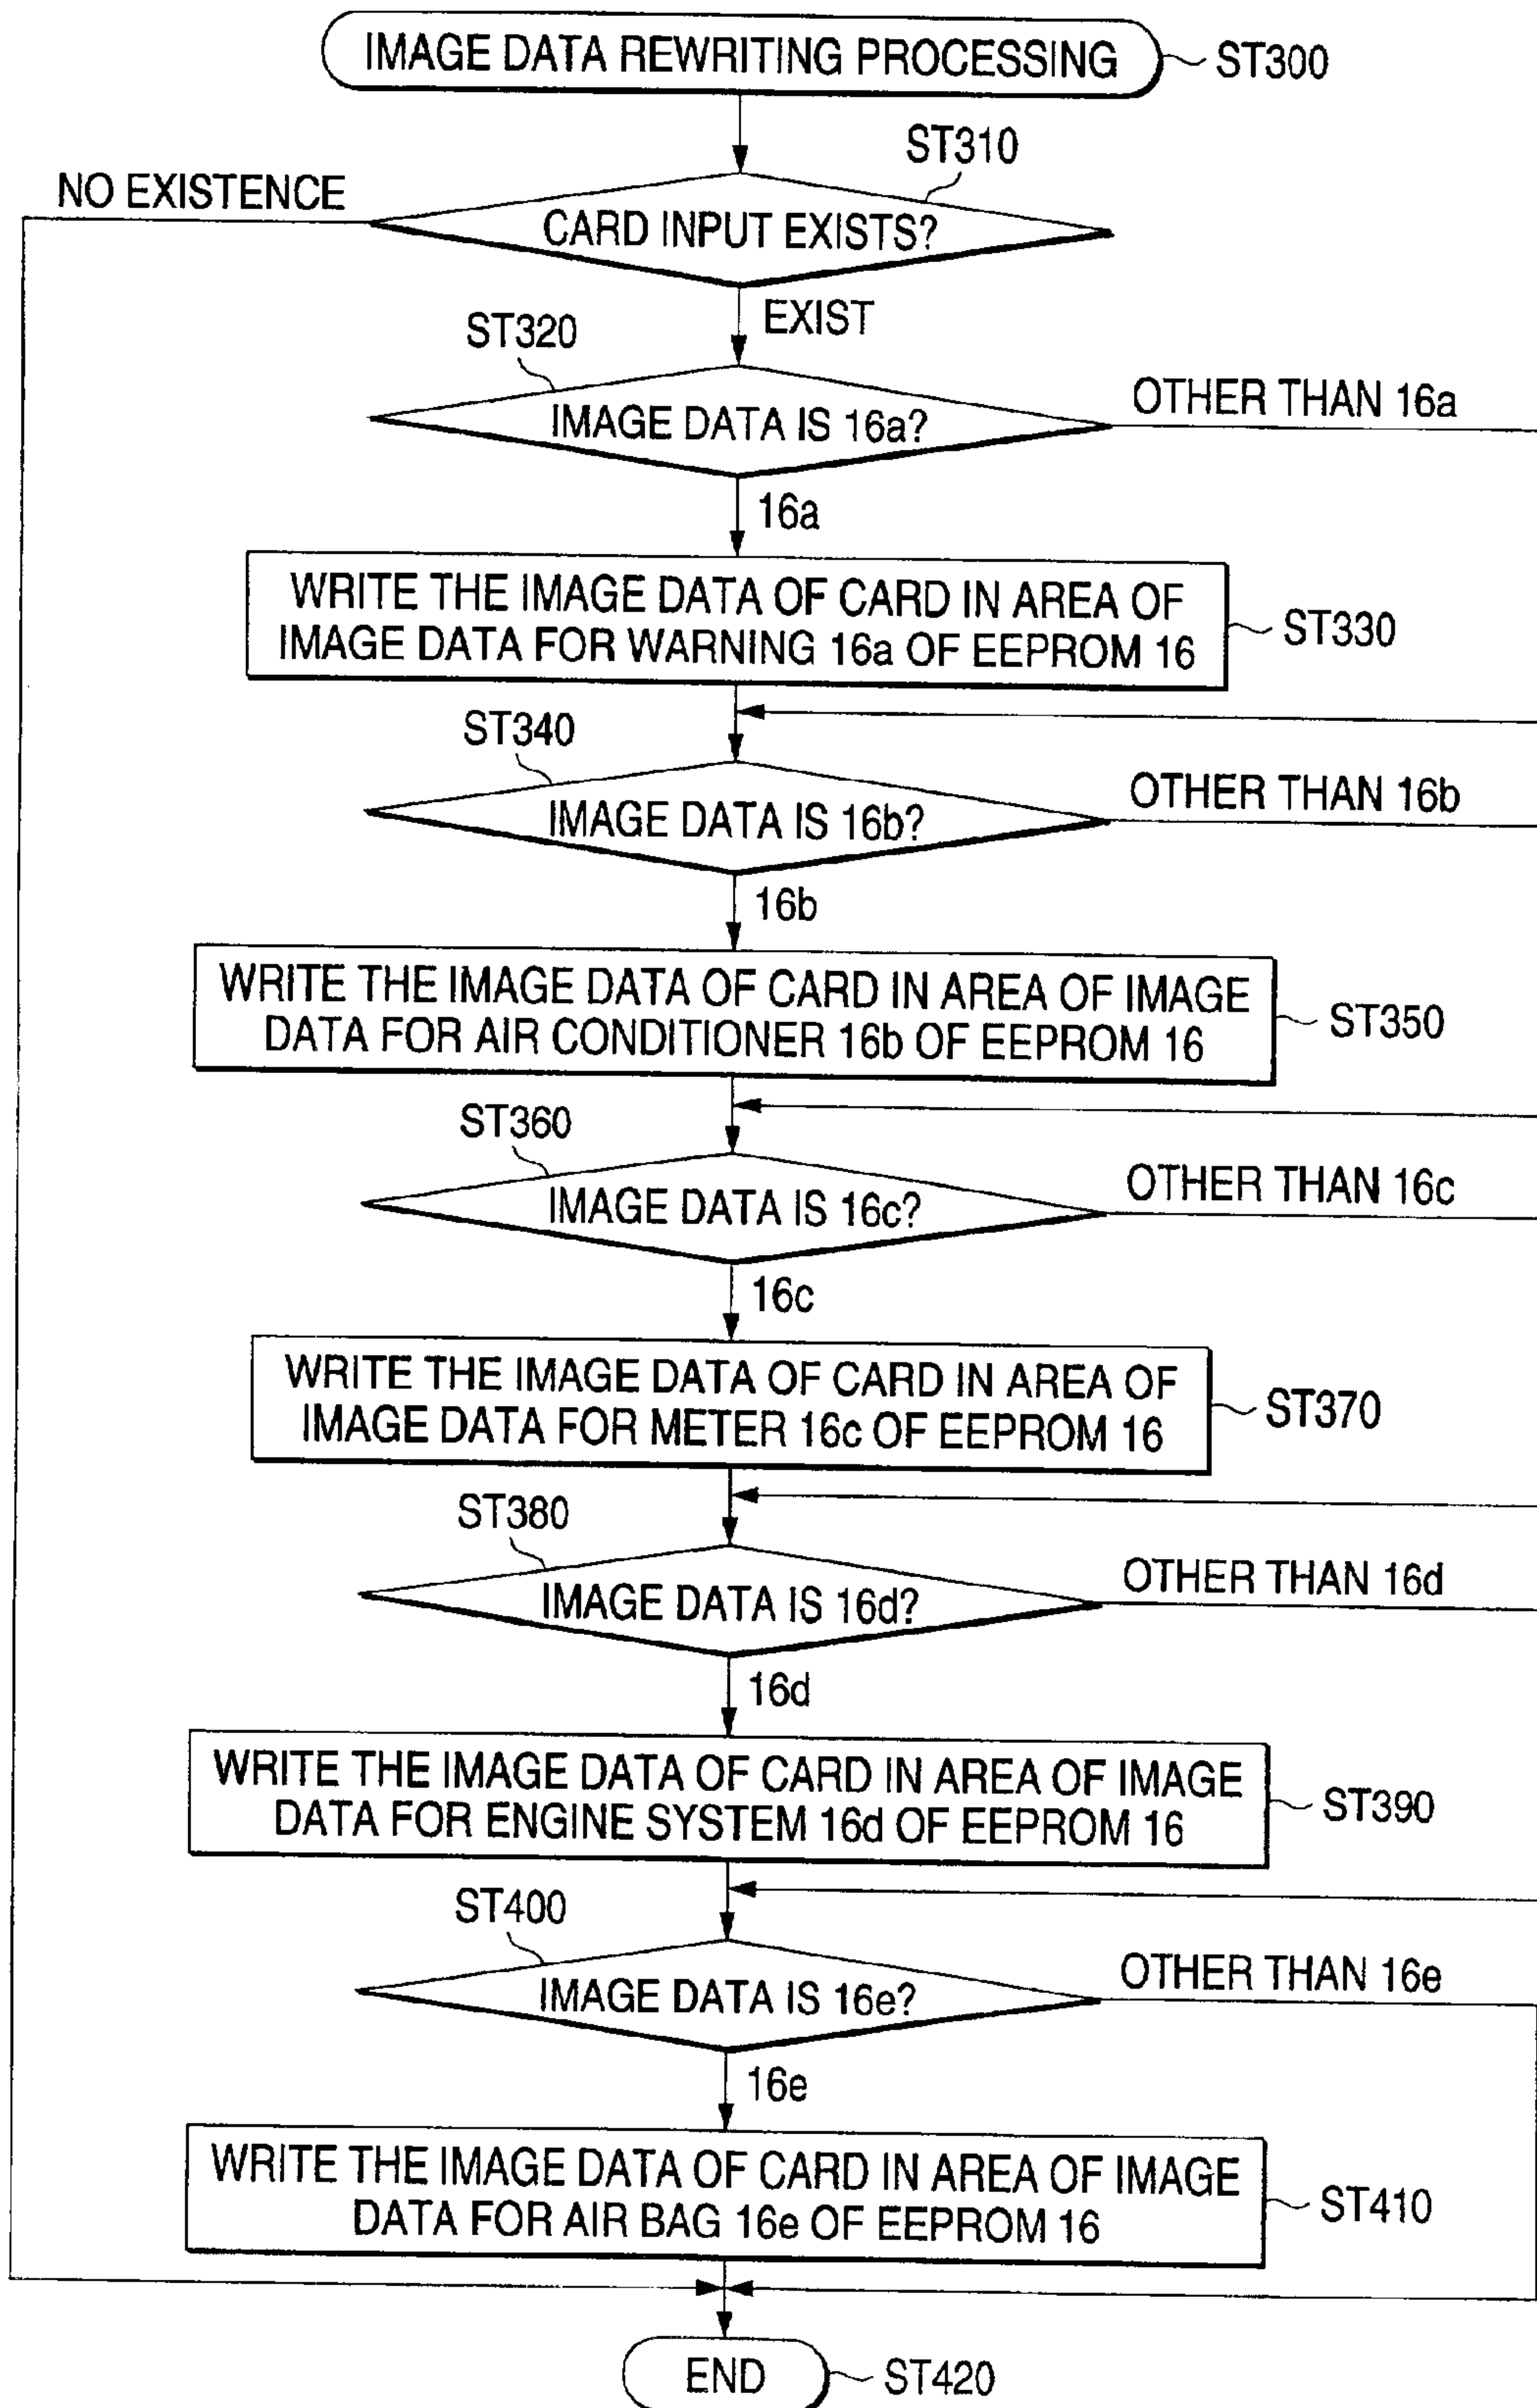 IMAGE DATA REWRITING PROCESSING
ST300
ST310
NO EXISTENCE
CARD INPUT EXISTS?
EXIST
ST320
OTHER THAN 16a
IMAGE DATA IS 16a?
16a
WRITE THE IMAGE DATA OF CARD IN AREA OF
IMAGE DATA FOR WARNING 16a OF EEPROM 16
ST330
ST340
OTHER THAN 16b
IMAGE DATA IS 16b?
16b
WRITE THE IMAGE DATA OF CARD IN AREA OF IMAGE
DATA FOR AIR CONDITIONER 16b OF EEPROM 16
ST350
ST360
OTHER THAN 16c
IMAGE DATA IS 16c?
16c
WRITE THE IMAGE DATA OF CARD IN AREA OF
IMAGE DATA FOR METER 16c OF EEPROM 16
ST370
ST380
OTHER THAN 16d
IMAGE DATA IS 16d?
16d
WRITE THE IMAGE DATA OF CARD IN AREA OF IMAGE
DATA FOR ENGINE SYSTEM 16d OF EEPROM 16
ST390
ST400
OTHER THAN 16e
IMAGE DATA IS 16e?
16e
WRITE THE IMAGE DATA OF CARD IN AREA OF IMAGE
DATA FOR AIR BAG 16e OF EEPROM 16
ST410
END
ST420